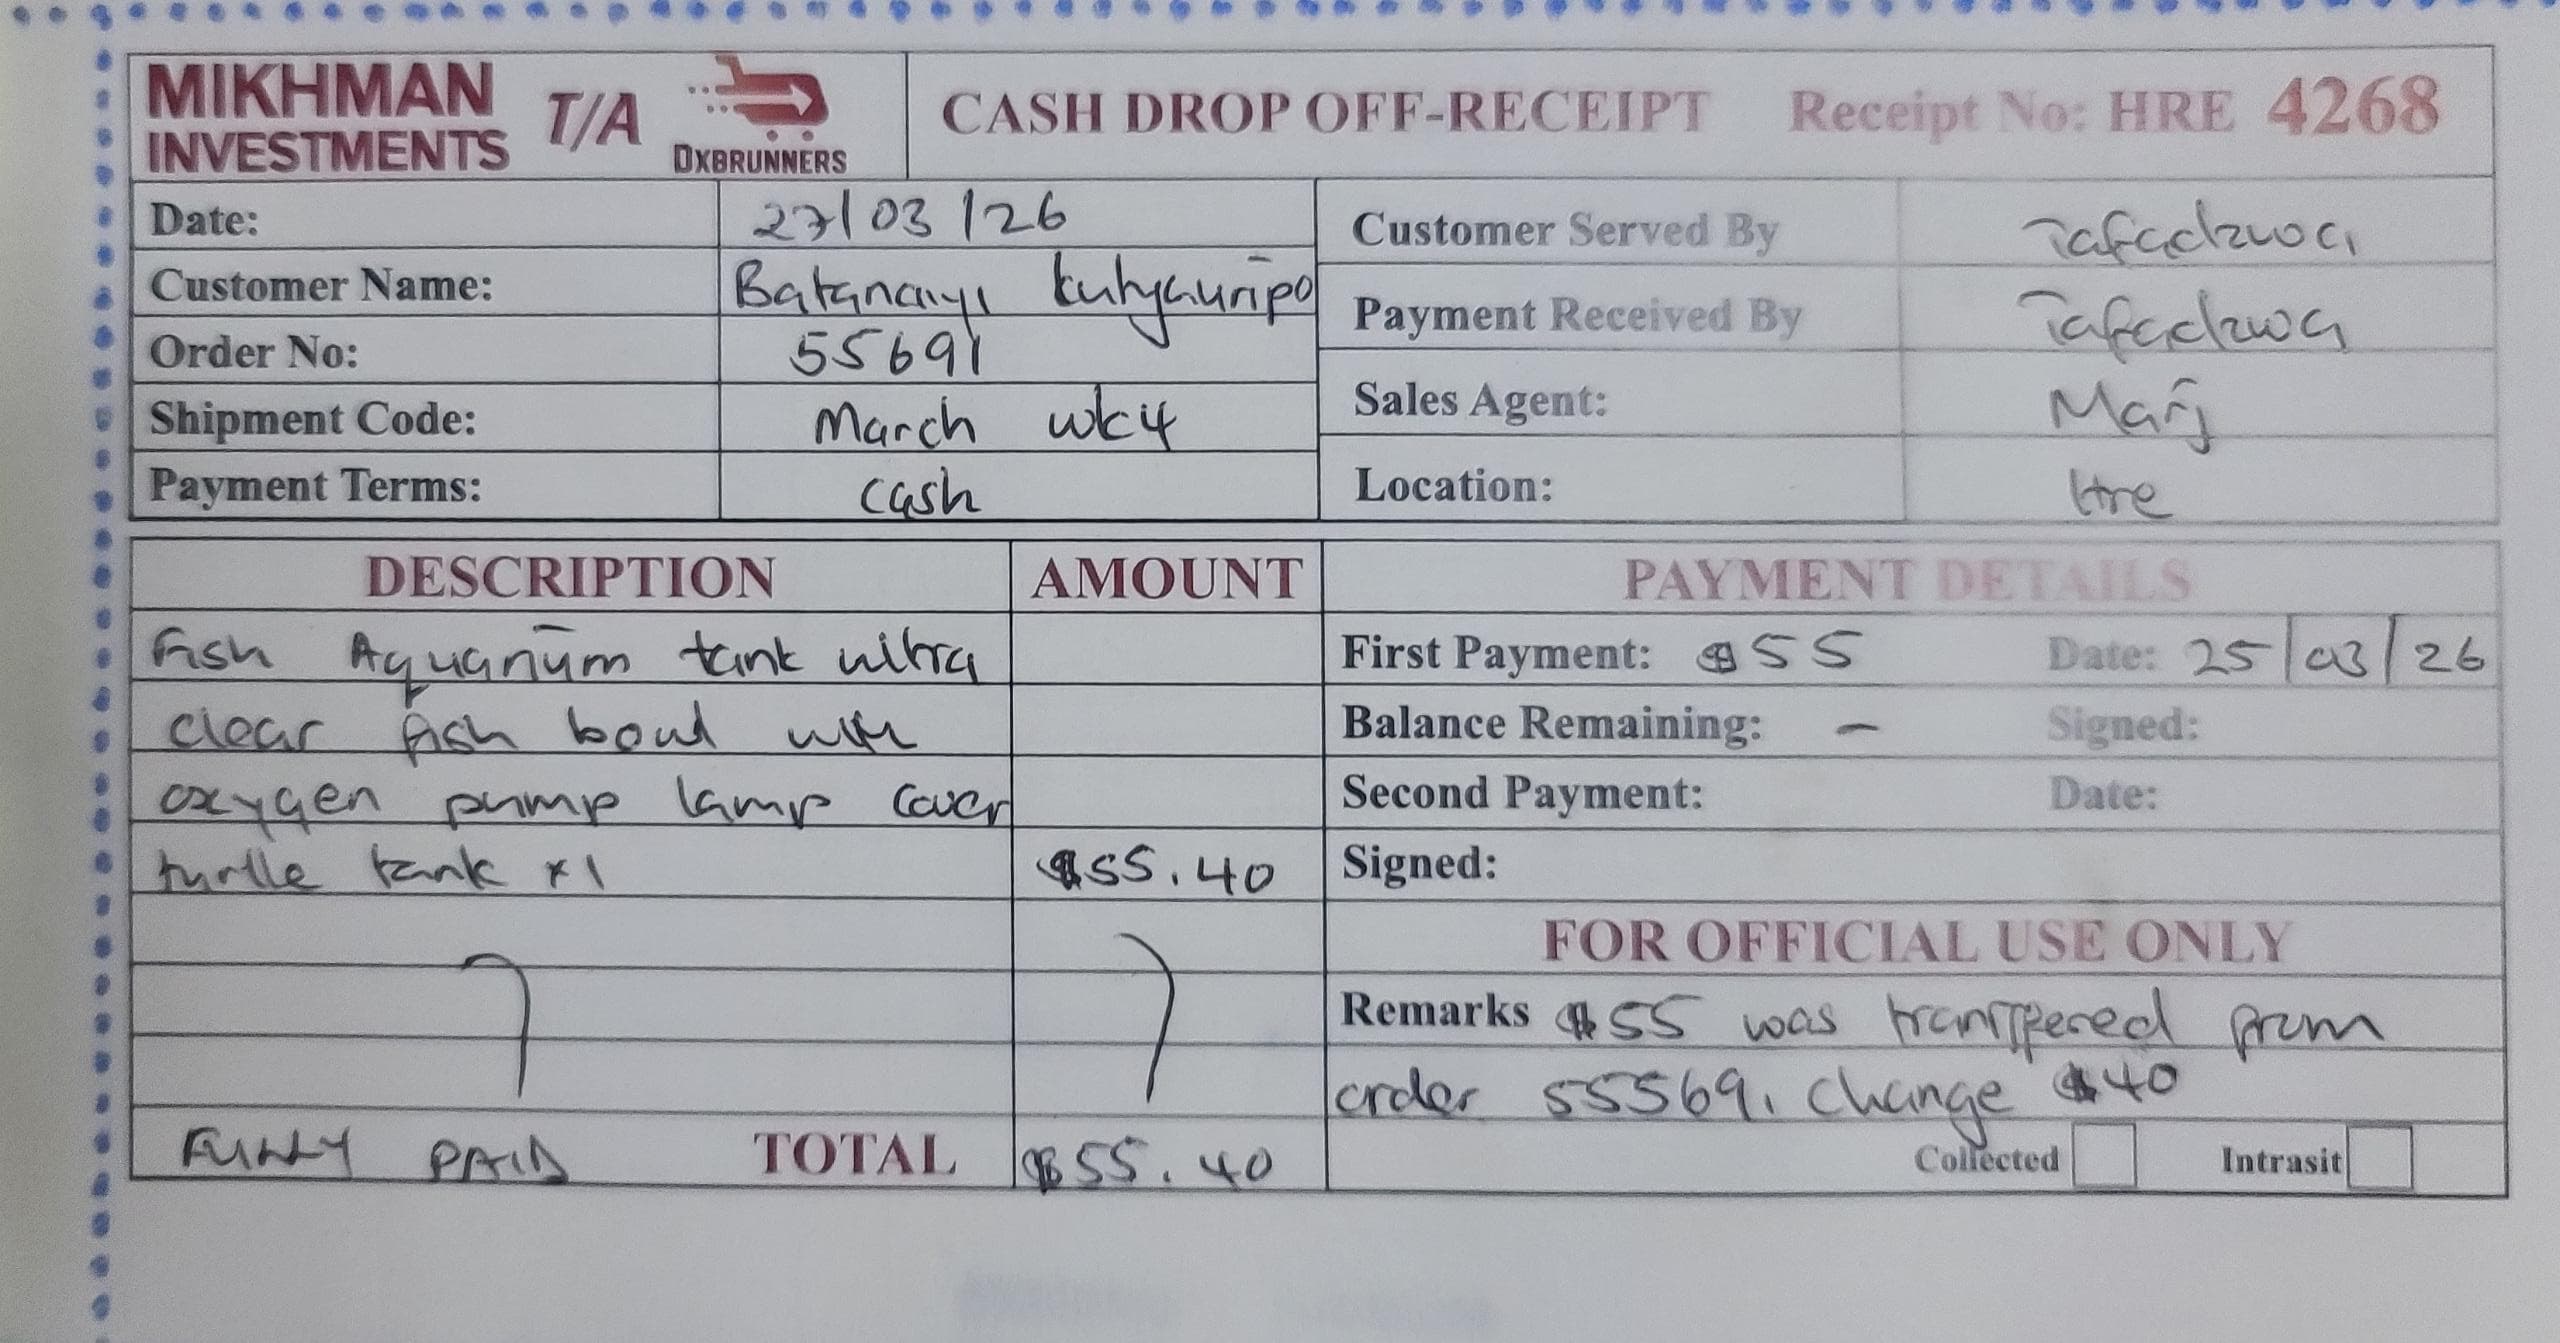 MIKHMAN INVESTMENTS T/A DXBRUNNERS
CASH DROP OFF-RECEIPT Receipt No: HRE 4268
Date: 27/03/26
Customer Name: Batanayi Kutyauripo
Order No: 55691
Shipment Code: March wk4
Payment Terms: cash
Customer Served By Tafadzwa
Payment Received By Tafadzwa
Sales Agent: Marj
Location: Hre
DESCRIPTION AMOUNT
Fish Aquarium tank ultra
clear fish bowl with
oxygen pump lamp cover
turtle tank x1 $55.40
FULLY PAID TOTAL $55.40
PAYMENT DETAILS
First Payment: $55 Date: 25/03/26
Balance Remaining: - Signed:
Second Payment: Date:
Signed:
FOR OFFICIAL USE ONLY
Remarks $55 was transfered from
order 55569. Change $40
Collected Intrasit